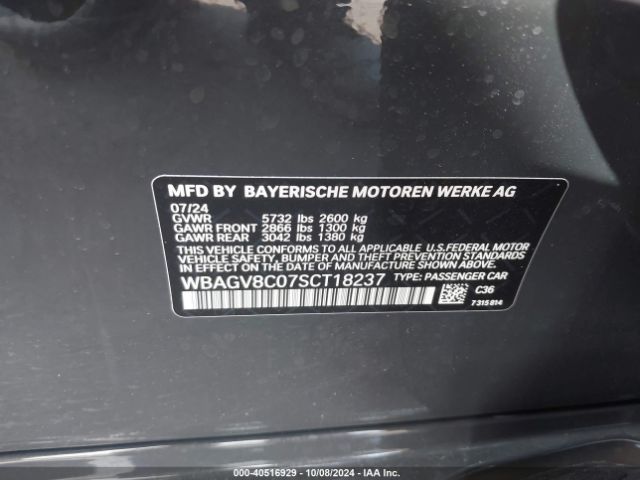 MFD BY BAYERISCHE MOTOREN WERKE AG
07/24
GVWR 5732 lbs 2600 kg
GAWR FRONT 2866 lbs 1300 kg
GAWR REAR 3042 lbs 1380 kg
THIS VEHICLE CONFORMS TO ALL APPLICABLE U.S.FEDERAL MOTOR
VEHICLE SAFETY, BUMPER, AND THEFT PREVENTION STANDARDS
IN EFFECT ON THE DATE OF MANUFACTURE SHOWN ABOVE.
WBAGV8C07SCT18237 TYPE: PASSENGER CAR
C36
7315814
000-40516929 | 10/08/2024 | IAA Inc.